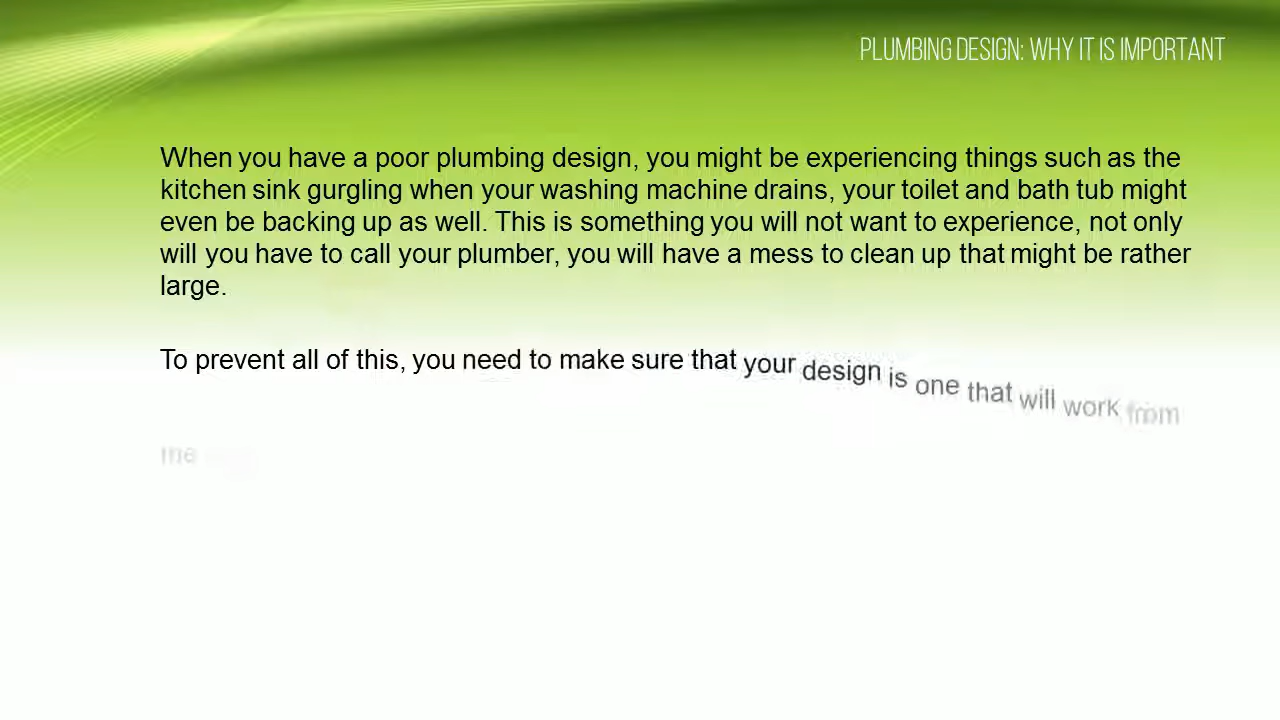 PLUMBING DESIGN: WHY IT IS IMPORTANT
When you have a poor plumbing design, you might be experiencing things such as the
kitchen sink gurgling when your washing machine drains, your toilet and bath tub might
even be backing up as well. This is something you will not want to experience, not only
will you have to call your plumber, you will have a mess to clean up that might be rather
large.
To prevent all of this, you need to make sure that your design is one that will work from